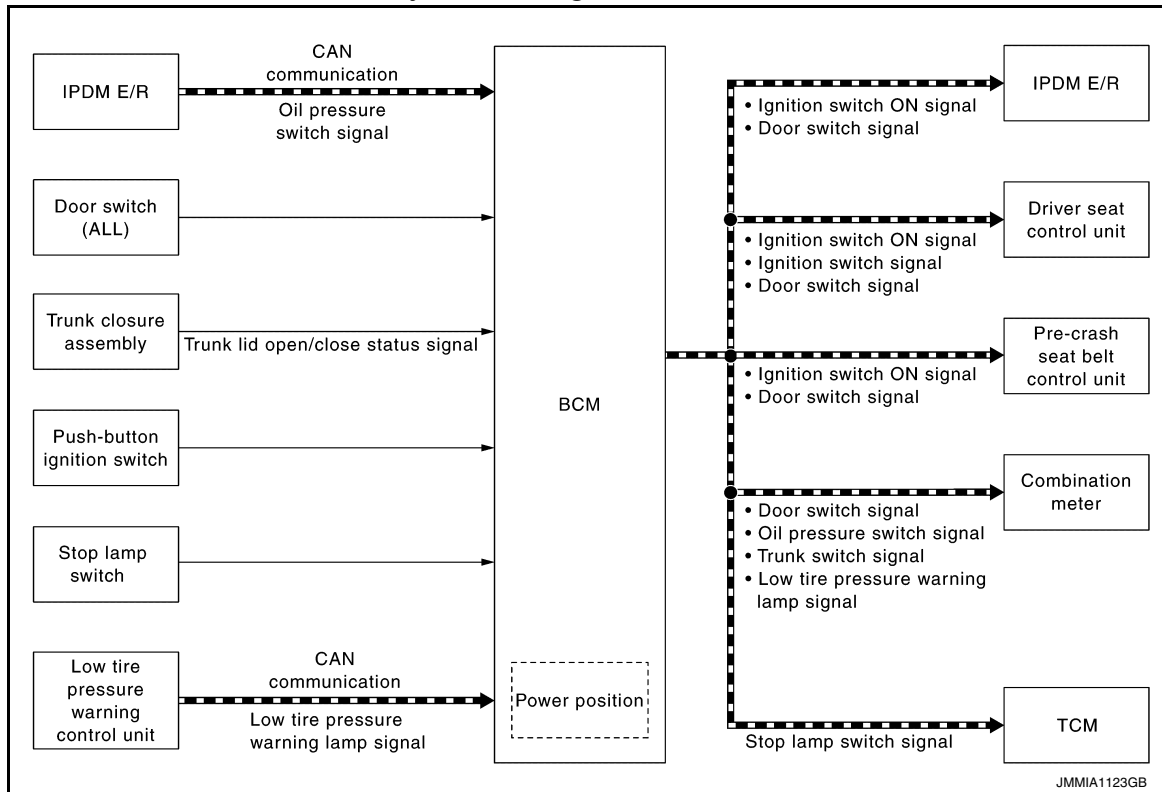 IPDM E/R
CAN
communication
Oil pressure
switch signal
Door switch
(ALL)
Trunk closure
assembly
Trunk lid open/close status signal
Push-button
ignition switch
Stop lamp
switch
Low tire
pressure
warning
control unit
CAN
communication
Low tire pressure
warning lamp signal
BCM
Power position
IPDM E/R
• Ignition switch ON signal
• Door switch signal
Driver seat
control unit
• Ignition switch ON signal
• Ignition switch signal
• Door switch signal
Pre-crash
seat belt
control unit
• Ignition switch ON signal
• Door switch signal
Combination
meter
• Door switch signal
• Oil pressure switch signal
• Trunk switch signal
• Low tire pressure warning
lamp signal
TCM
Stop lamp switch signal
JMMIA1123GB